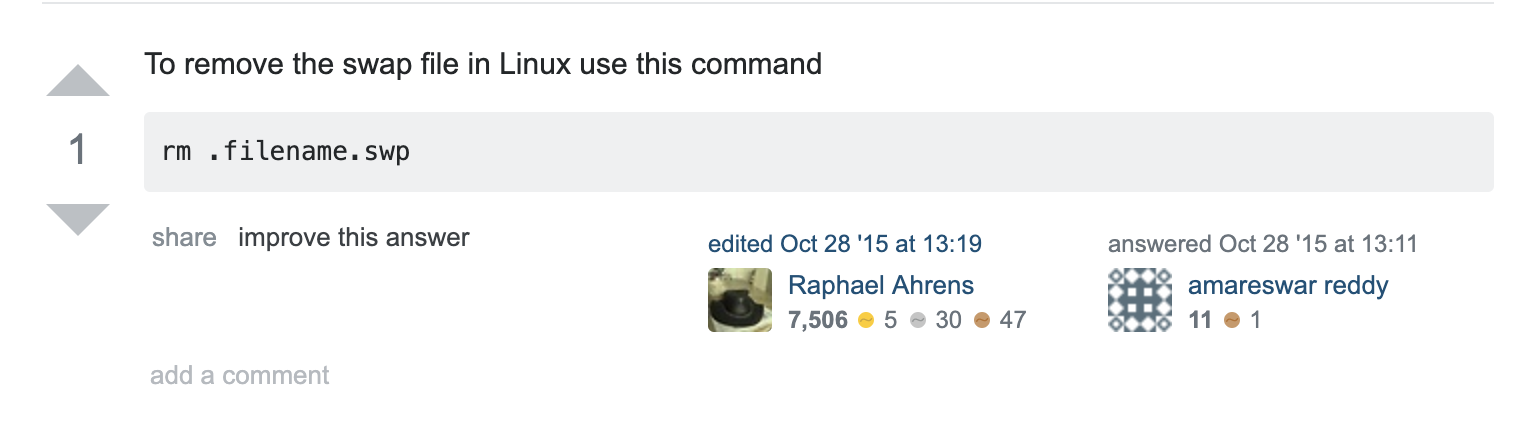 To remove the swap file in Linux use this command
1
rm .filename.swp
share improve this answer
edited Oct 28 '15 at 13:19
Raphael Ahrens
7,506 5 30 47
answered Oct 28 '15 at 13:11
amareswar reddy
11 1
add a comment